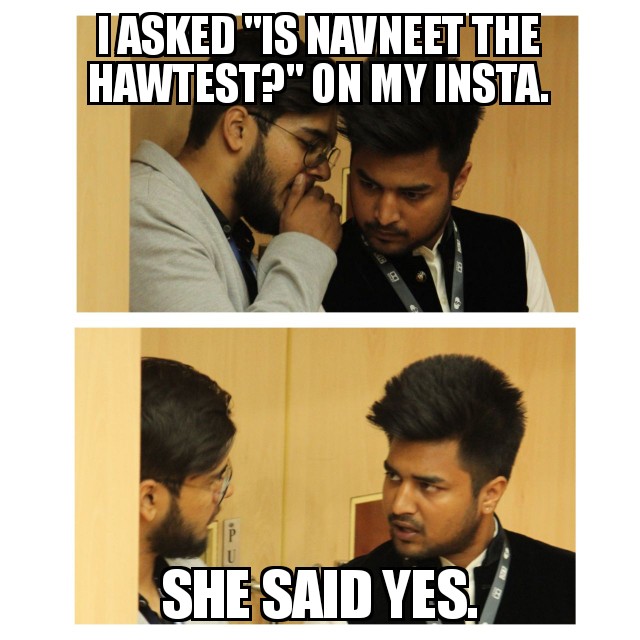 I ASKED "IS NAVNEET THE
HAWTEST?" ON MY INSTA.
P
U
SHE SAID YES.